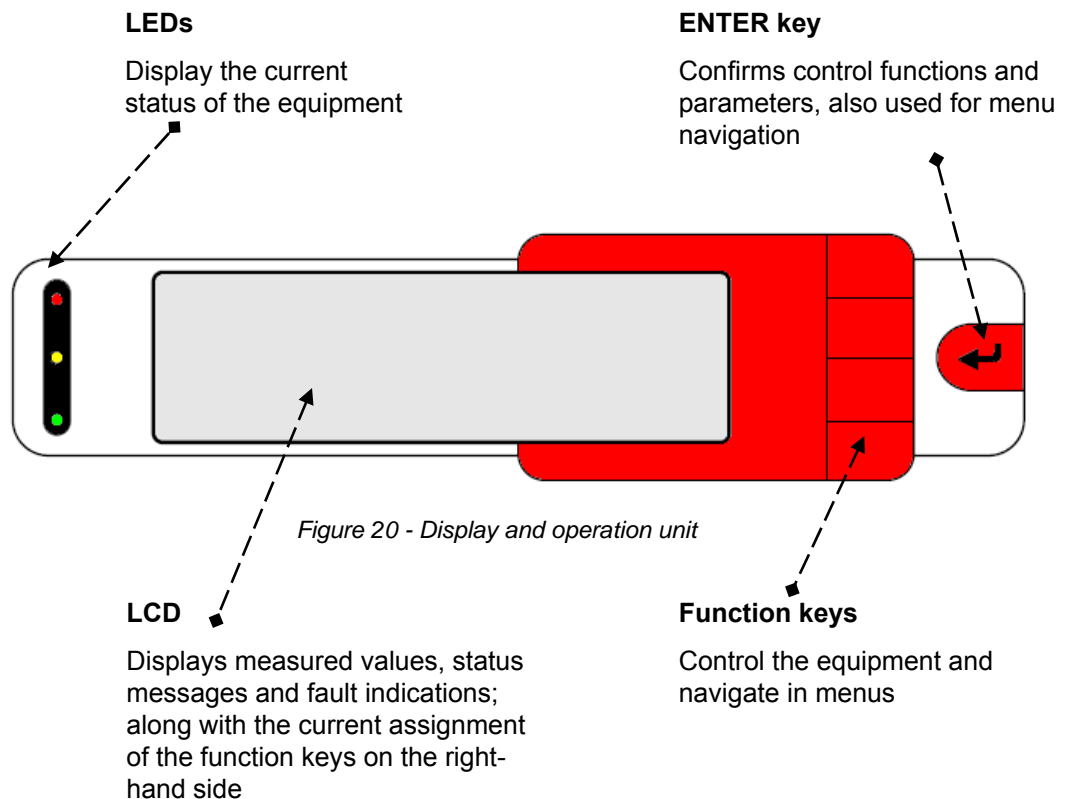 LEDs
Display the current
status of the equipment
ENTER key
Confirms control functions and
parameters, also used for menu
navigation
Figure 20 - Display and operation unit
LCD
Displays measured values, status
messages and fault indications;
along with the current assignment
of the function keys on the right-
hand side
Function keys
Control the equipment and
navigate in menus